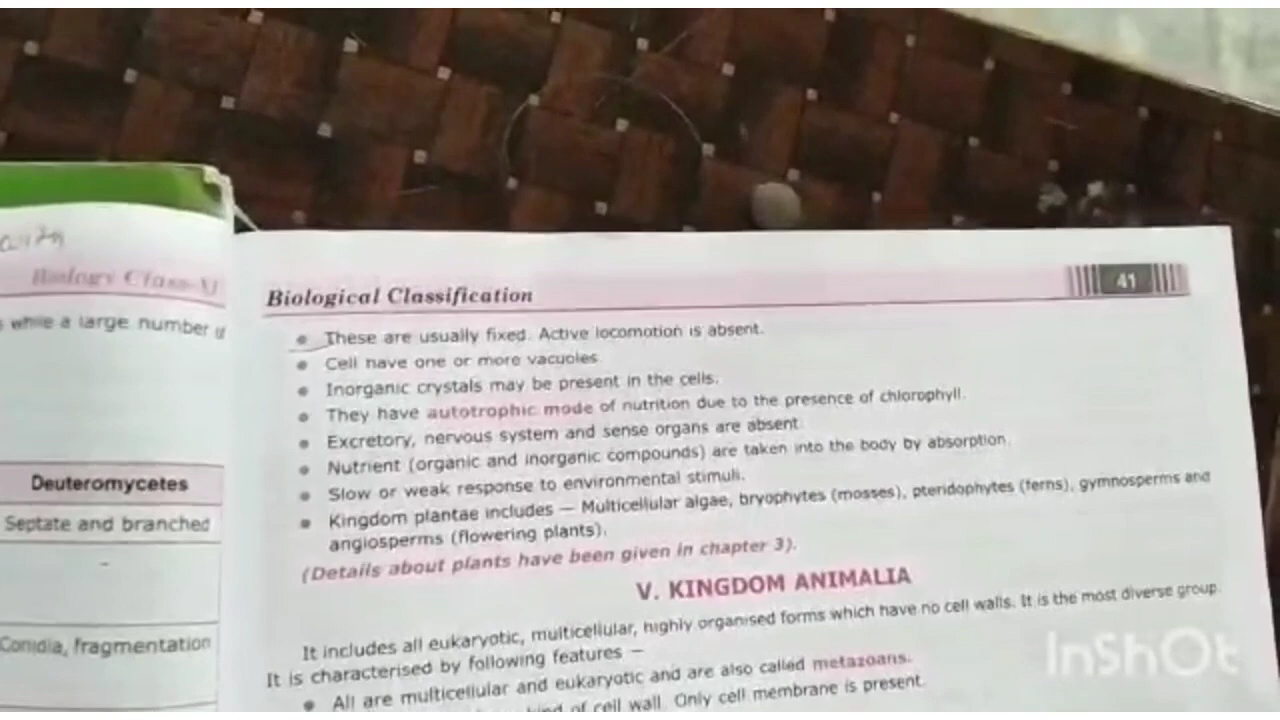 Biology Class-XI
while a large number
Deuteromycetes
Septate and branched
-
Conidia, fragmentation
Biological Classification
41
• These are usually fixed. Active locomotion is absent.
• Cell have one or more vacuoles
• Inorganic crystals may be present in the cells.
• They have autotrophic mode of nutrition due to the presence of chlorophyll.
• Excretory, nervous system and sense organs are absent
• Nutrient (organic and inorganic compounds) are taken into the body by absorption.
• Slow or weak response to environmental stimuli.
• Kingdom plantae includes — Multicellular algae, bryophytes (mosses), pteridophytes (ferns), gymnosperms and
angiosperms (flowering plants).
(Details about plants have been given in chapter 3).
V. KINGDOM ANIMALIA
It includes all eukaryotic, multicellular, highly organised forms which have no cell walls. It is the most diverse group.
It is characterised by following features —
• All are multicellular and eukaryotic and are also called metazoans.
kind of cell wall. Only cell membrane is present.
InShOt